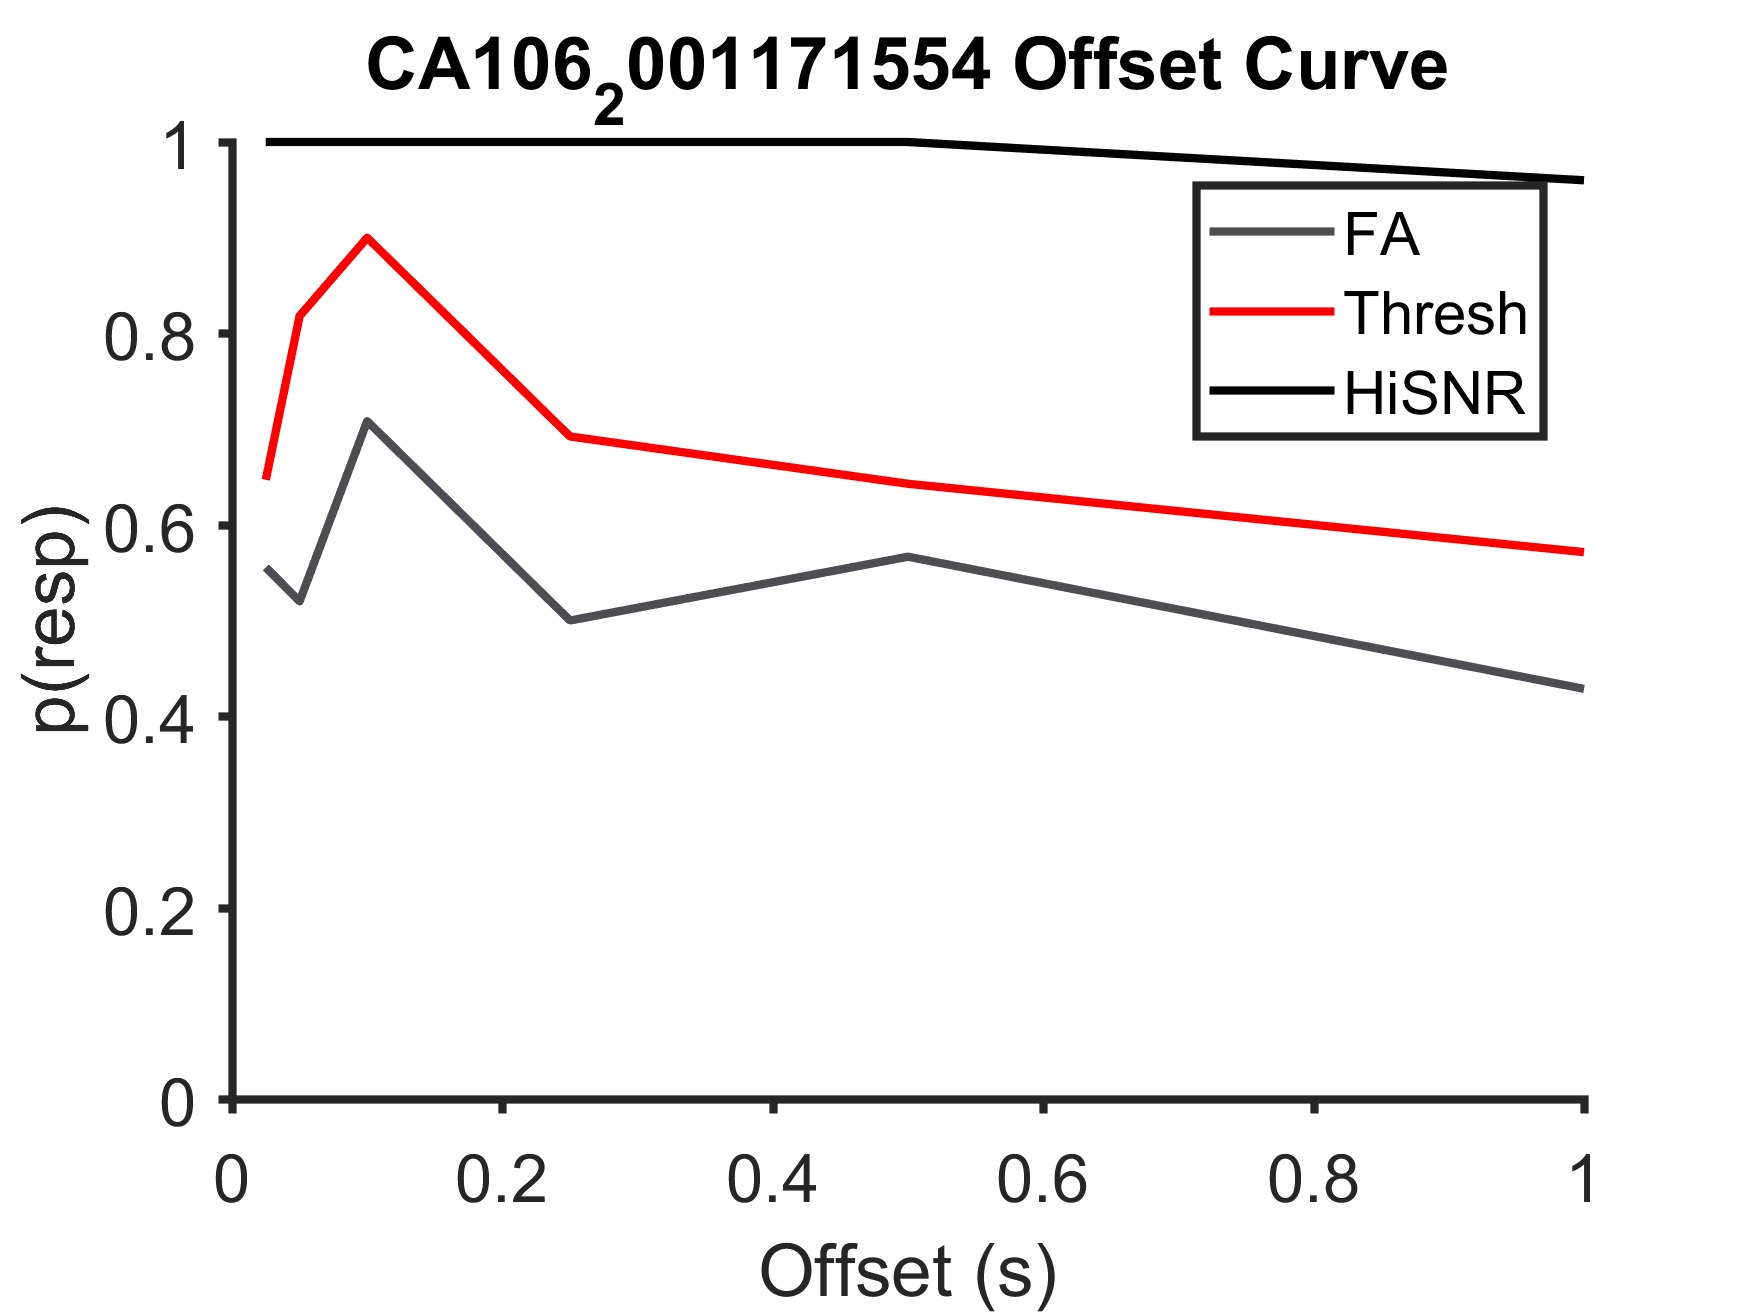 CA106₂001171554 Offset Curve
1
0.8
0.6
0.4
0.2
0
p(resp)
FA
Thresh
HiSNR
0 0.2 0.4 0.6 0.8 1
Offset (s)